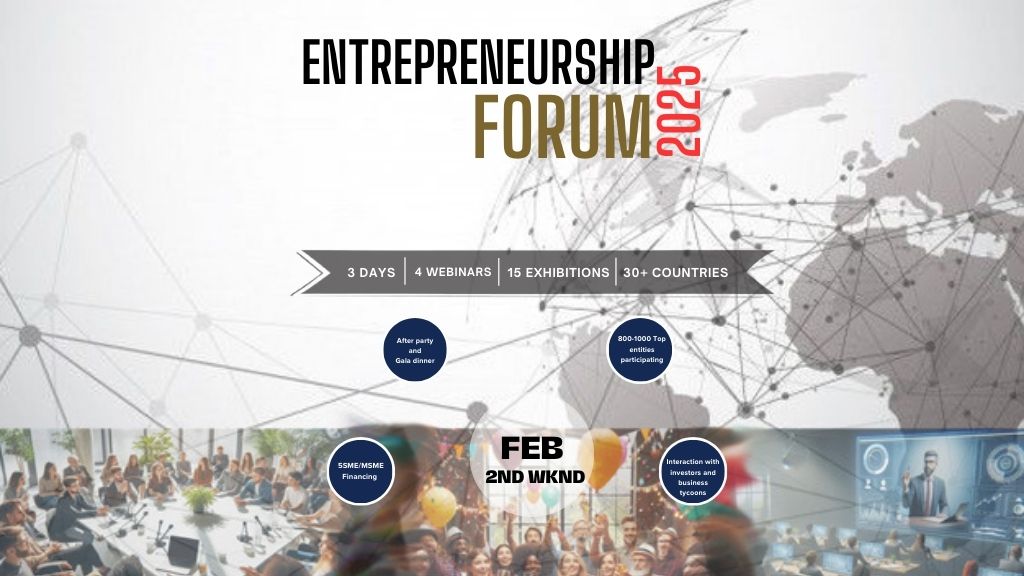 ENTREPRENEURSHIP
FORUM
2025
3 DAYS
4 WEBINARS
15 EXHIBITIONS
30+ COUNTRIES
After party
and
Gala dinner
800-1000 Top
entities
participating
SSME/MSME
Financing
FEB
2ND WKND
Interaction with
investors and
business
tycoons